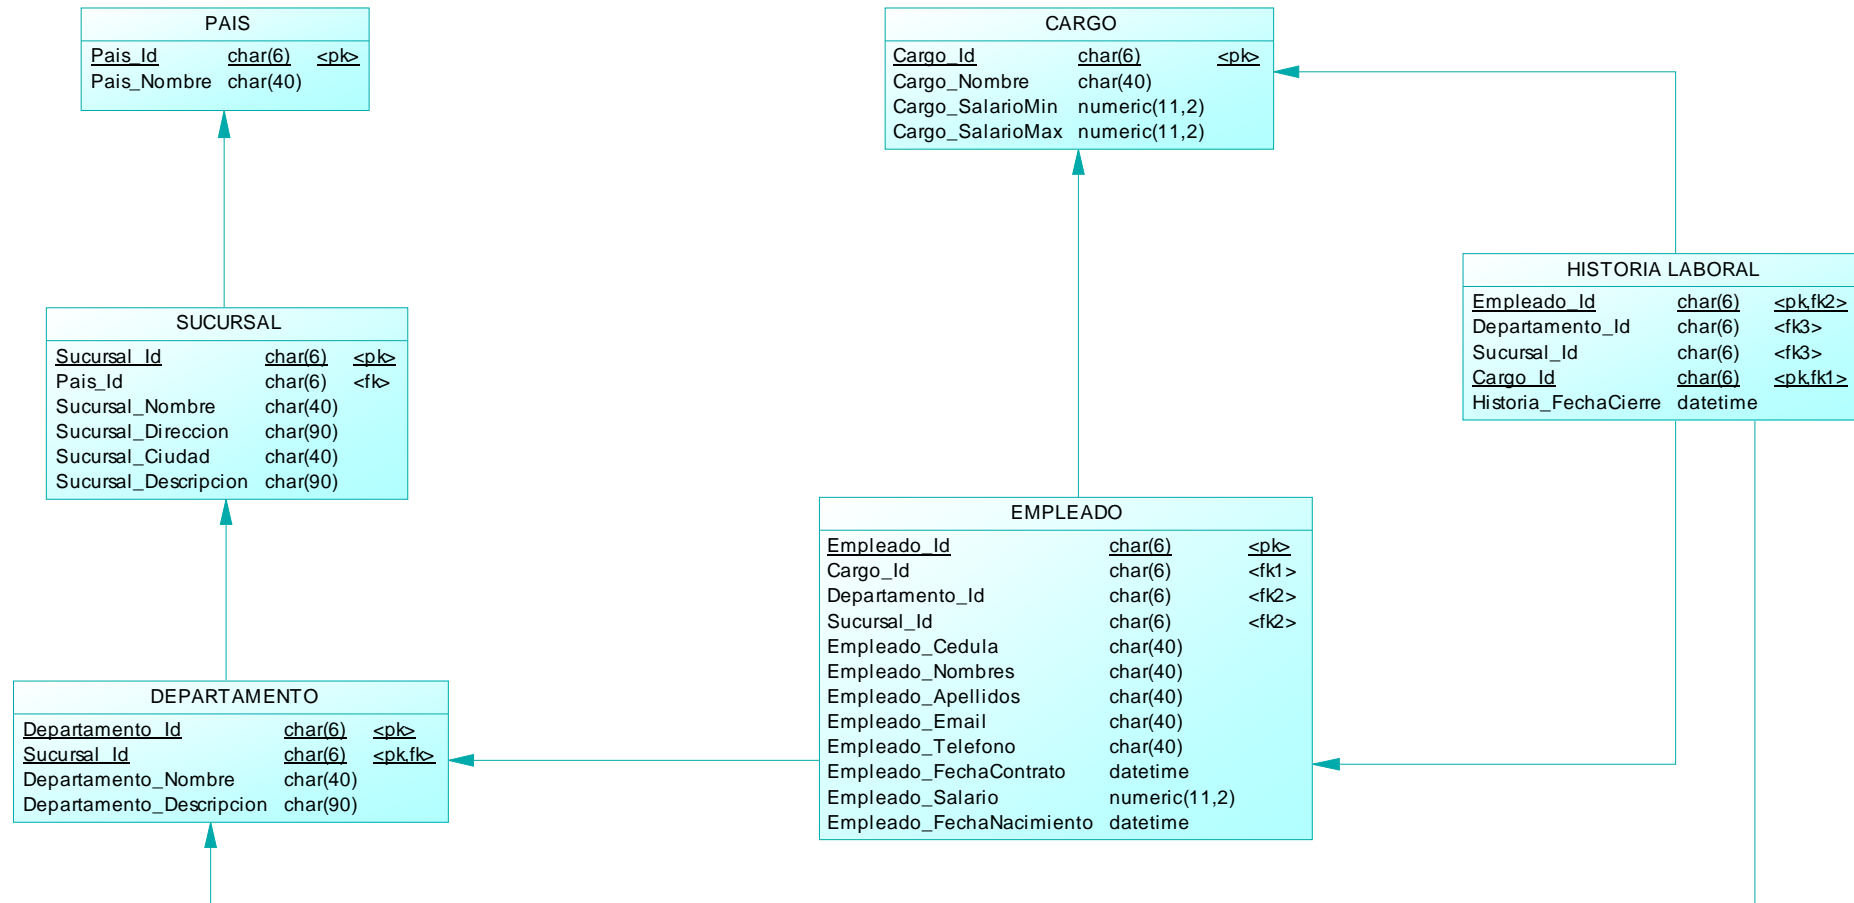 PAIS
Pais_Id char(6) <pk>
Pais_Nombre char(40)
CARGO
Cargo_Id char(6) <pk>
Cargo_Nombre char(40)
Cargo_SalarioMin numeric(11,2)
Cargo_SalarioMax numeric(11,2)
HISTORIA LABORAL
Empleado_Id char(6) <pk,fk2>
Departamento_Id char(6) <fk3>
Sucursal_Id char(6) <fk3>
Cargo_Id char(6) <pk,fk1>
Historia_FechaCierre datetime
SUCURSAL
Sucursal_Id char(6) <pk>
Pais_Id char(6) <fk>
Sucursal_Nombre char(40)
Sucursal_Direccion char(90)
Sucursal_Ciudad char(40)
Sucursal_Descripcion char(90)
EMPLEADO
Empleado_Id char(6) <pk>
Cargo_Id char(6) <fk1>
Departamento_Id char(6) <fk2>
Sucursal_Id char(6) <fk2>
Empleado_Cedula char(40)
Empleado_Nombres char(40)
Empleado_Apellidos char(40)
Empleado_Email char(40)
Empleado_Telefono char(40)
Empleado_FechaContrato datetime
Empleado_Salario numeric(11,2)
Empleado_FechaNacimiento datetime
DEPARTAMENTO
Departamento_Id char(6) <pk>
Sucursal_Id char(6) <pk,fk>
Departamento_Nombre char(40)
Departamento_Descripcion char(90)